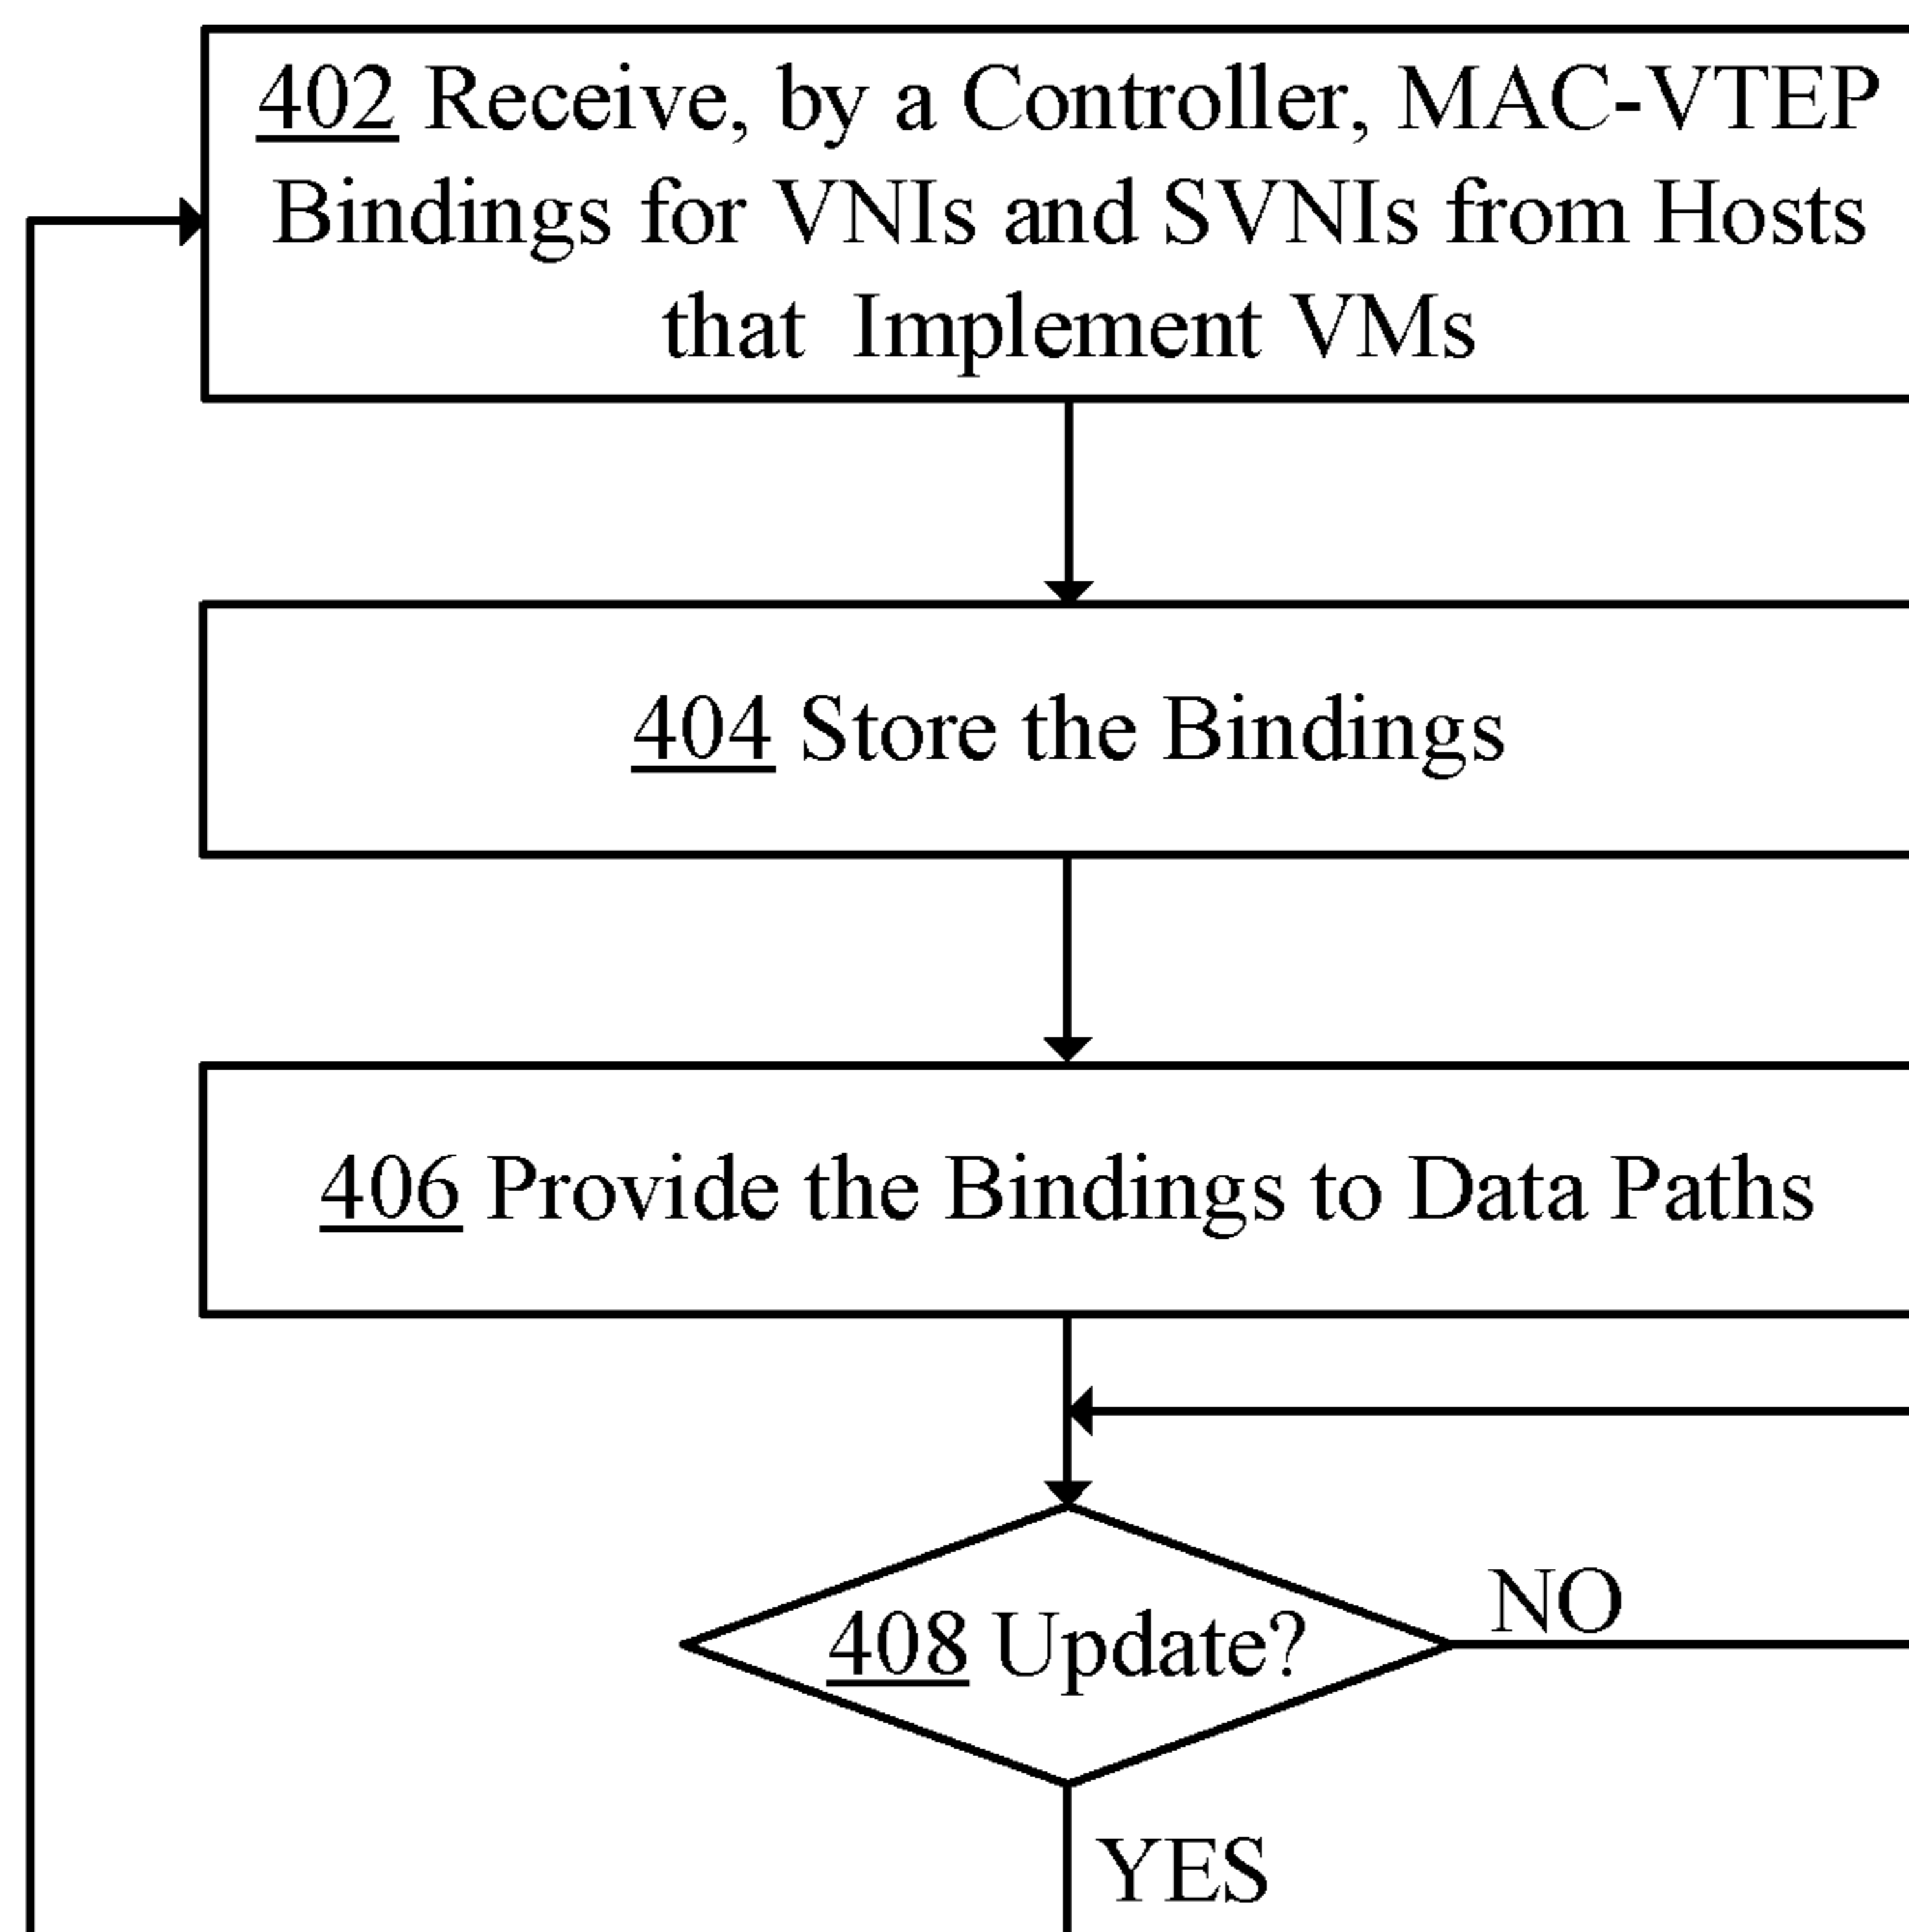 402 Receive, by a Controller, MAC-VTEP
Bindings for VNIs and SVNIs from Hosts
that Implement VMs
404 Store the Bindings
406 Provide the Bindings to Data Paths
408 Update?
NO
YES